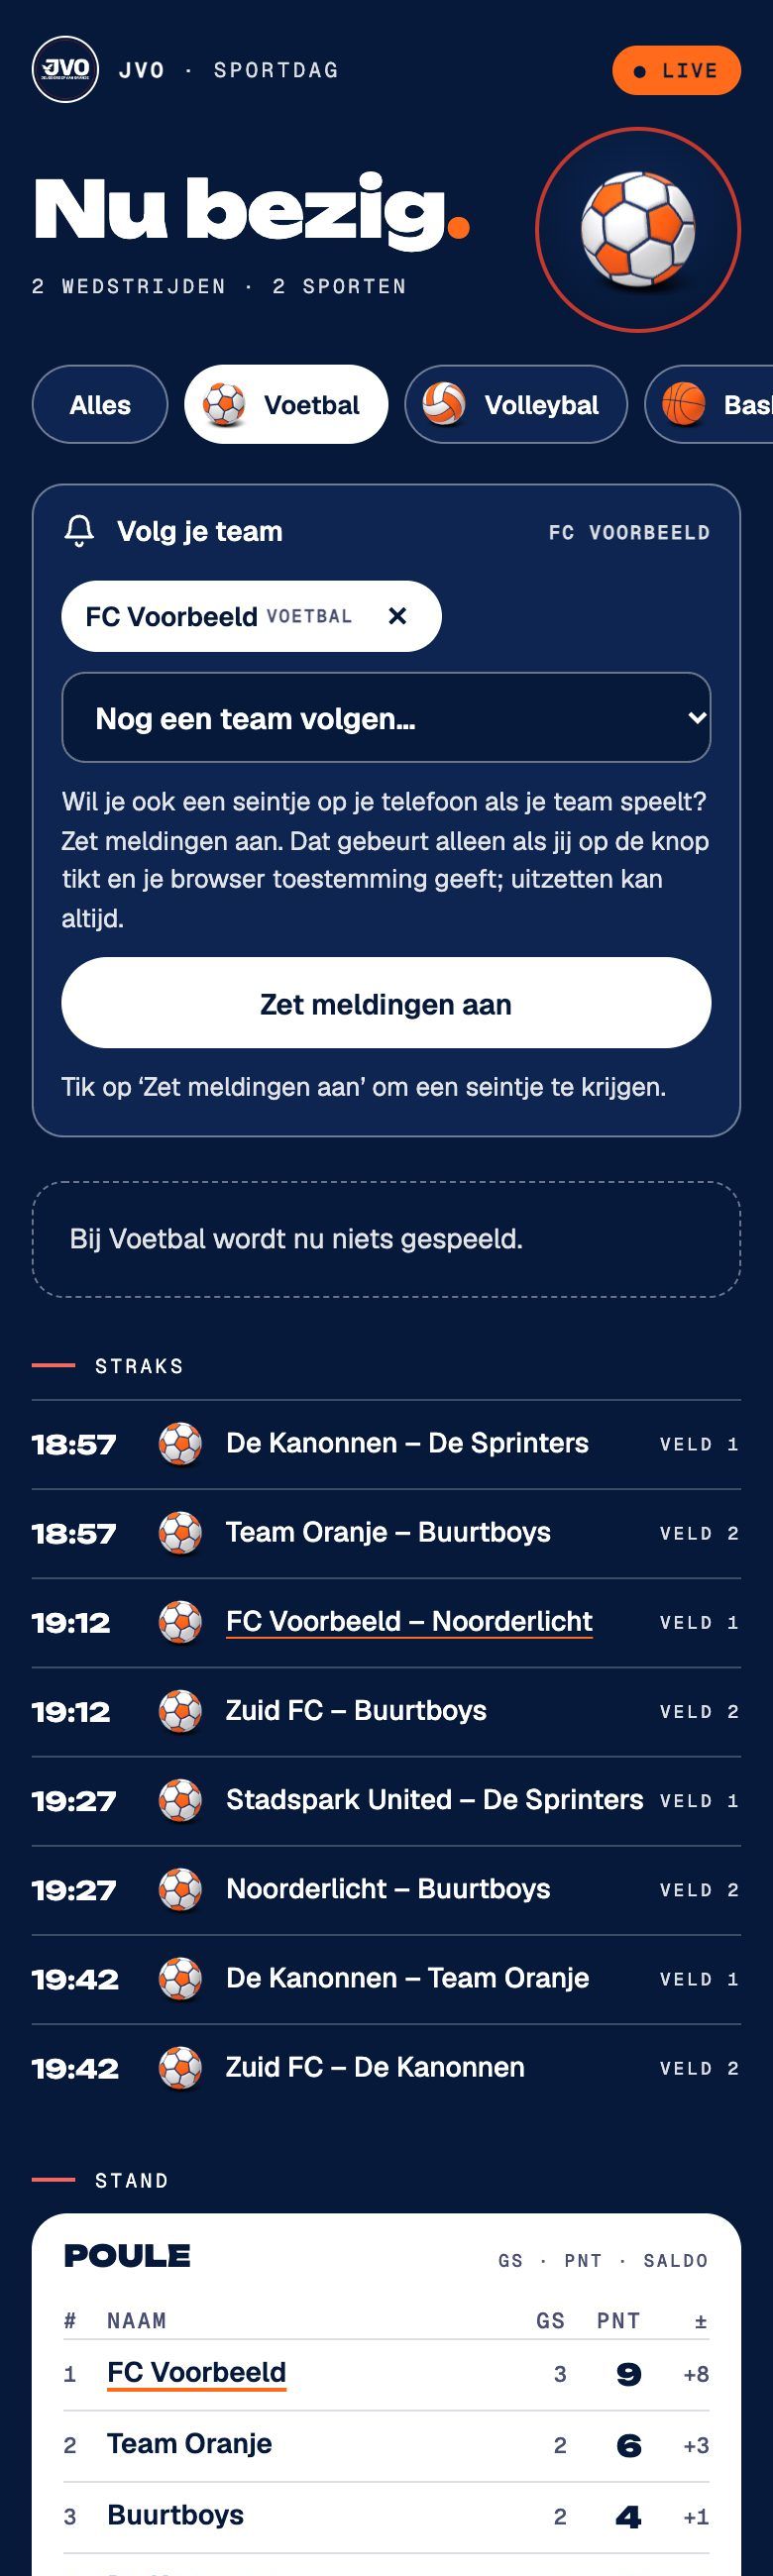 JVO
JVO · SPORTDAG
● LIVE
Nu bezig.
2 WEDSTRIJDEN · 2 SPORTEN
Alles
Voetbal
Volleybal
Volg je team
FC VOORBEELD
FC Voorbeeld VOETBAL ✕
Nog een team volgen...
Wil je ook een seintje op je telefoon als je team speelt?
Zet meldingen aan. Dat gebeurt alleen als jij op de knop
tikt en je browser toestemming geeft; uitzetten kan
altijd.
Zet meldingen aan
Tik op ‘Zet meldingen aan’ om een seintje te krijgen.
Bij Voetbal wordt nu niets gespeeld.
STRAKS
18:57 De Kanonnen – De Sprinters VELD 1
18:57 Team Oranje – Buurtboys VELD 2
19:12 FC Voorbeeld – Noorderlicht VELD 1
19:12 Zuid FC – Buurtboys VELD 2
19:27 Stadspark United – De Sprinters VELD 1
19:27 Noorderlicht – Buurtboys VELD 2
19:42 De Kanonnen – Team Oranje VELD 1
19:42 Zuid FC – De Kanonnen VELD 2
STAND
POULE
GS · PNT · SALDO
# NAAM GS PNT ±
1 FC Voorbeeld 3 9 +8
2 Team Oranje 2 6 +3
3 Buurtboys 2 4 +1